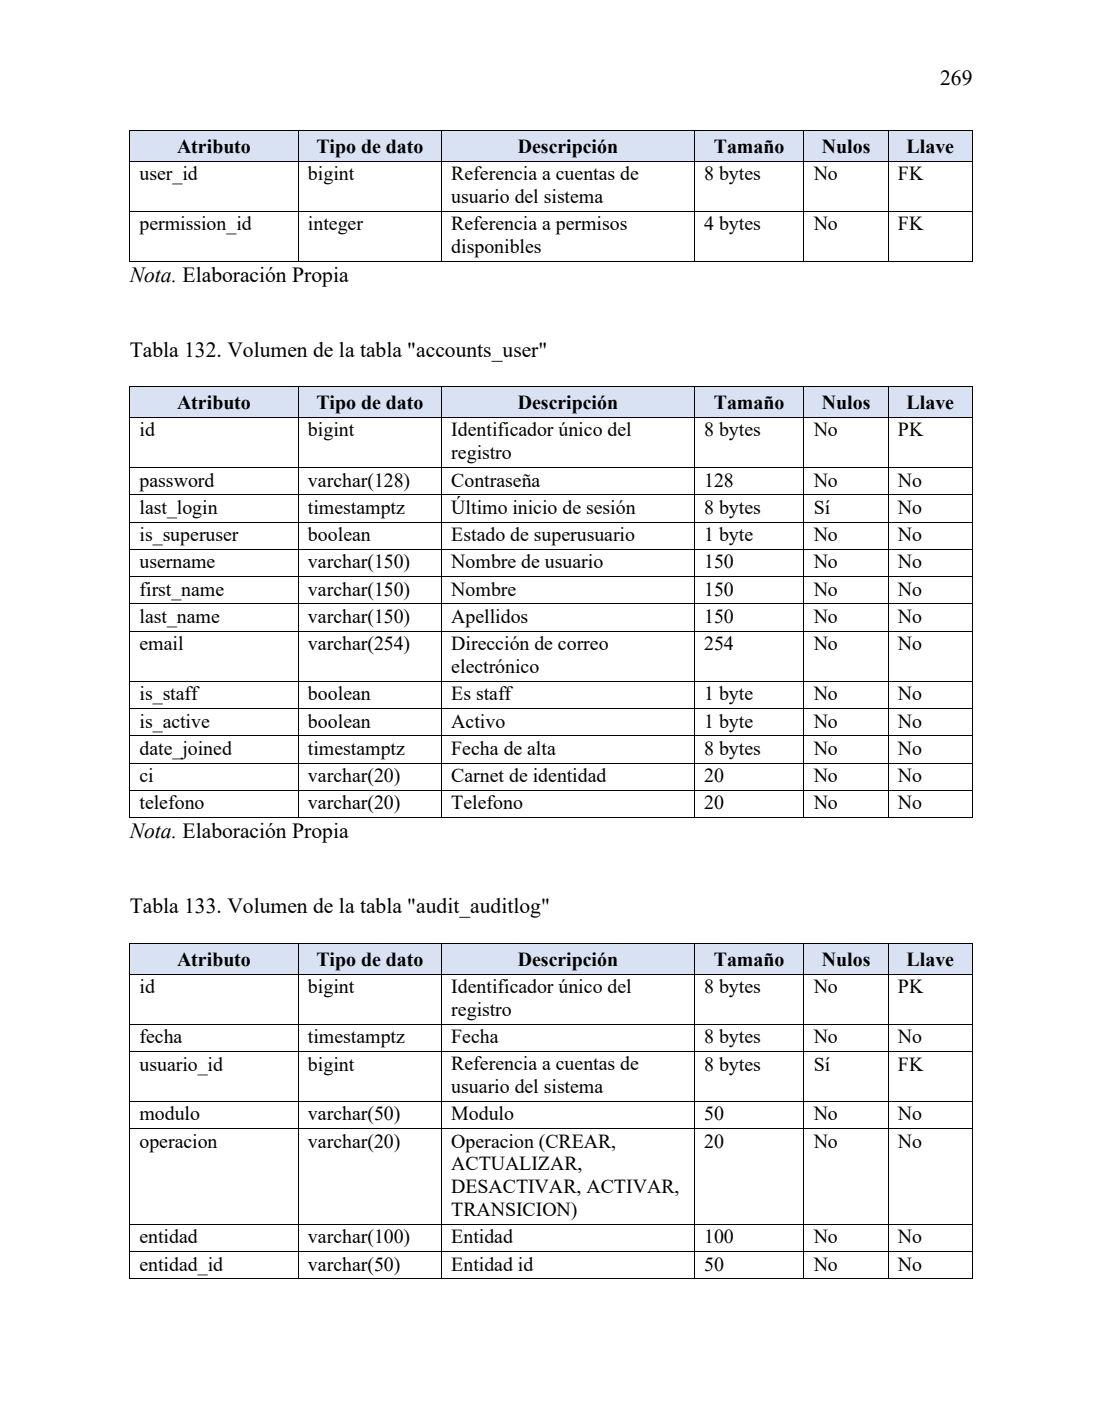 269
Atributo Tipo de dato Descripción Tamaño Nulos Llave
user_id bigint Referencia a cuentas de 8 bytes No FK
usuario del sistema
permission_id integer Referencia a permisos 4 bytes No FK
disponibles
Nota. Elaboración Propia
Tabla 132. Volumen de la tabla "accounts_user"
Atributo Tipo de dato Descripción Tamaño Nulos Llave
id bigint Identificador único del 8 bytes No PK
registro
password varchar(128) Contraseña 128 No No
last_login timestamptz Último inicio de sesión 8 bytes Sí No
is_superuser boolean Estado de superusuario 1 byte No No
username varchar(150) Nombre de usuario 150 No No
first_name varchar(150) Nombre 150 No No
last_name varchar(150) Apellidos 150 No No
email varchar(254) Dirección de correo 254 No No
electrónico
is_staff boolean Es staff 1 byte No No
is_active boolean Activo 1 byte No No
date_joined timestamptz Fecha de alta 8 bytes No No
ci varchar(20) Carnet de identidad 20 No No
telefono varchar(20) Telefono 20 No No
Nota. Elaboración Propia
Tabla 133. Volumen de la tabla "audit_auditlog"
Atributo Tipo de dato Descripción Tamaño Nulos Llave
id bigint Identificador único del 8 bytes No PK
registro
fecha timestamptz Fecha 8 bytes No No
usuario_id bigint Referencia a cuentas de 8 bytes Sí FK
usuario del sistema
modulo varchar(50) Modulo 50 No No
operacion varchar(20) Operacion (CREAR, 20 No No
ACTUALIZAR,
DESACTIVAR, ACTIVAR,
TRANSICION)
entidad varchar(100) Entidad 100 No No
entidad_id varchar(50) Entidad id 50 No No